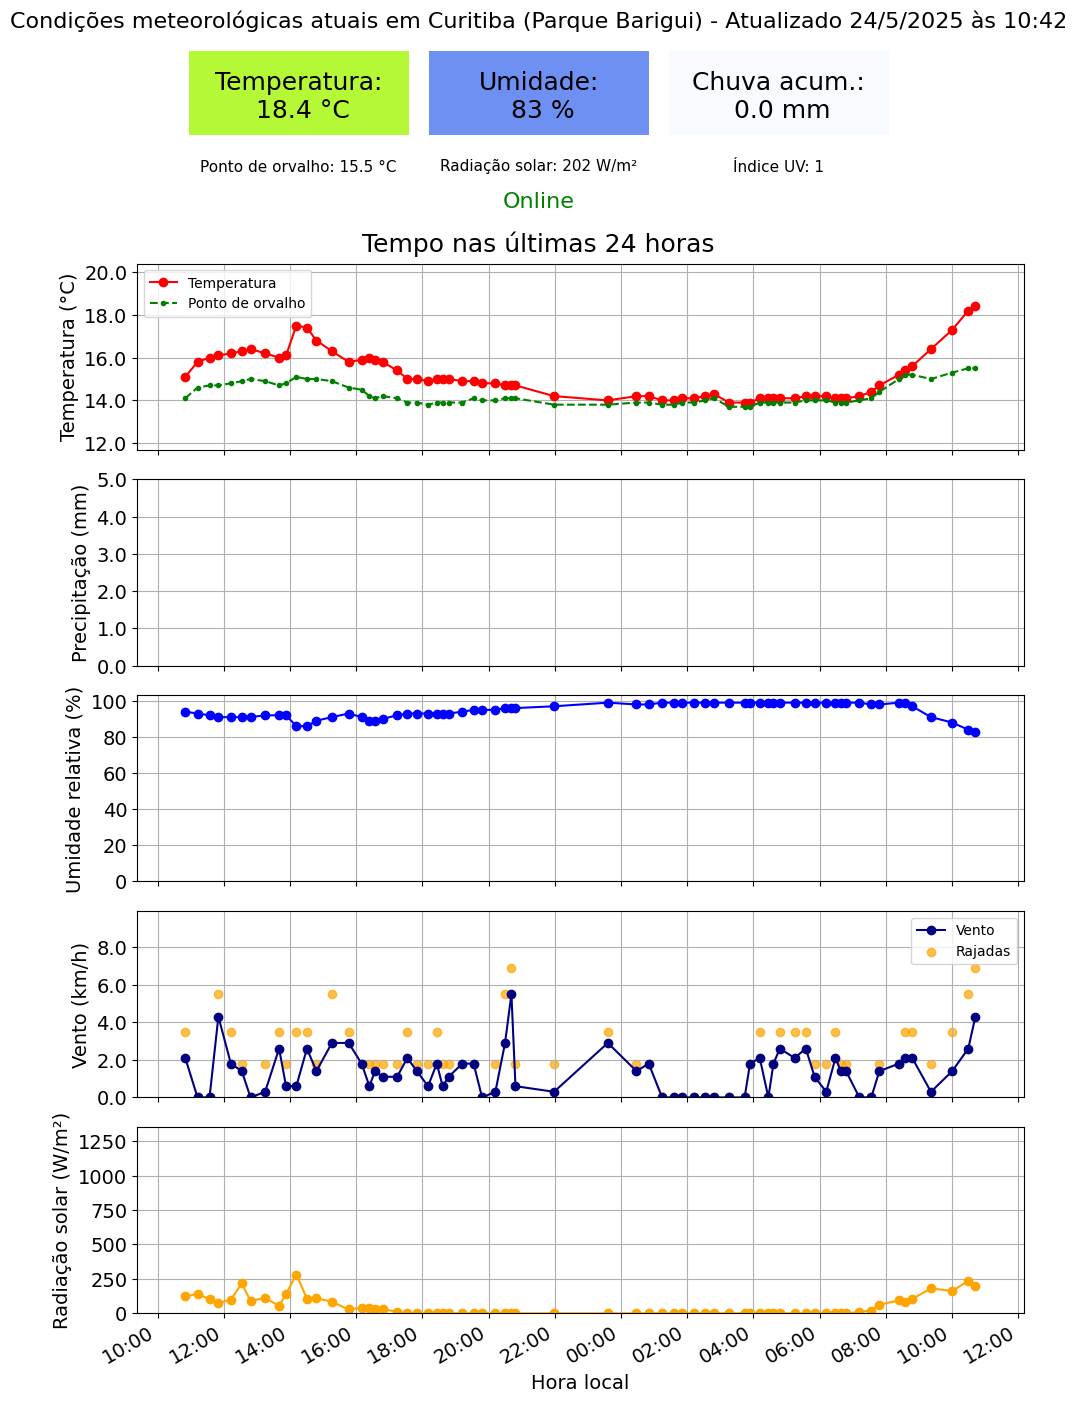 Condições meteorológicas atuais em Curitiba (Parque Barigui) - Atualizado 24/5/2025 às 10:42
Temperatura:
18.4 °C
Umidade:
83 %
Chuva acum.:
0.0 mm
Ponto de orvalho: 15.5 °C
Radiação solar: 202 W/m²
Índice UV: 1
Online
Tempo nas últimas 24 horas
Temperatura (°C)
20.0
18.0
16.0
14.0
12.0
Temperatura
Ponto de orvalho
Precipitação (mm)
5.0
4.0
3.0
2.0
1.0
0.0
Umidade relativa (%)
100
80
60
40
20
0
Vento (km/h)
8.0
6.0
4.0
2.0
0.0
Vento
Rajadas
Radiação solar (W/m²)
1250
1000
750
500
250
0
10:00
12:00
14:00
16:00
18:00
20:00
22:00
00:00
02:00
04:00
06:00
08:00
10:00
12:00
Hora local